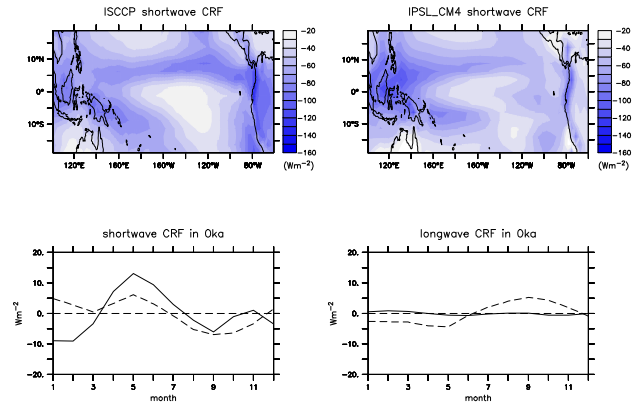 ISCCP shortwave CRF
10°N
0°
10°S
120°E
160°E
160°W
120°W
80°W
-20
-40
-60
-80
-100
-120
-140
-160
(Wm-2)
IPSL_CM4 shortwave CRF
10°N
0°
10°S
120°E
160°E
160°W
120°W
80°W
-20
-40
-60
-80
-100
-120
-140
-160
(Wm-2)
shortwave CRF in 0ka
Wm-2
20.
10.
0.
-10.
-20.
1 3 5 7 9 11
month
longwave CRF in 0ka
Wm-2
20.
10.
0.
-10.
-20.
1 3 5 7 9 11
month